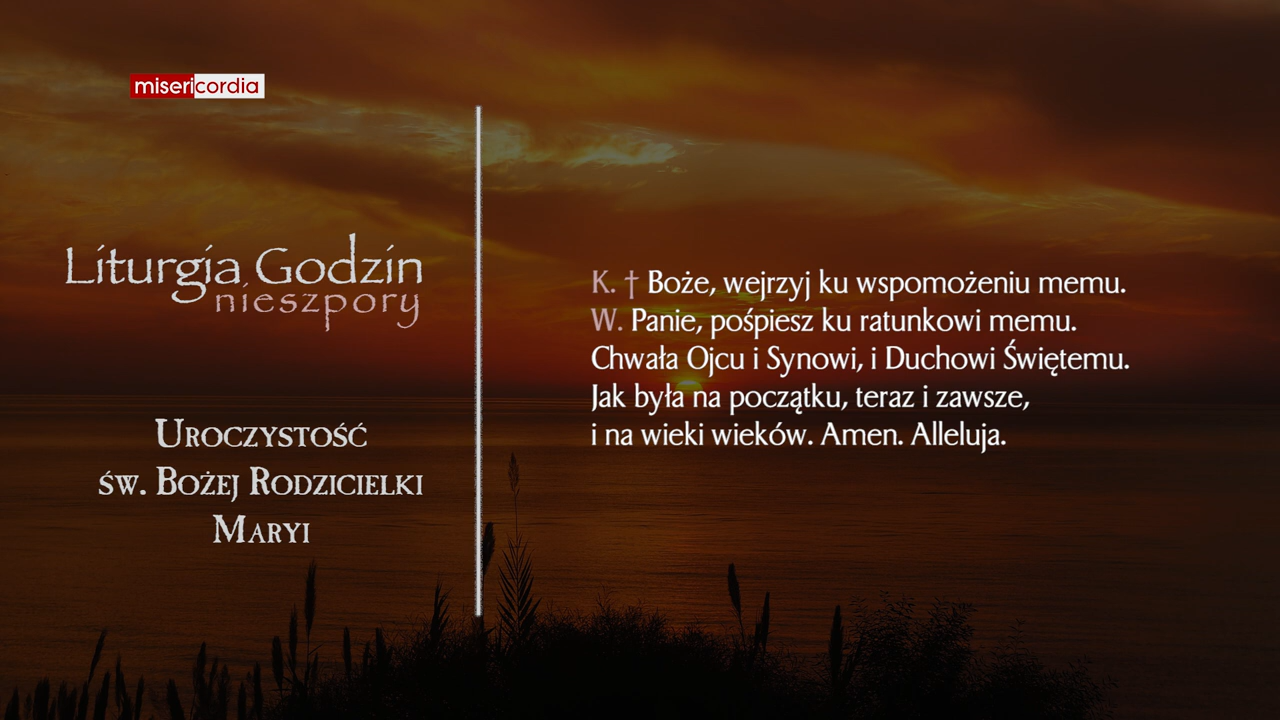 misericordia
Liturgia Godzin
nieszpory
Uroczystość
św. Bożej Rodzicielki
Maryi
K. † Boże, wejrzyj ku wspomożeniu memu.
W. Panie, pośpiesz ku ratunkowi memu.
Chwała Ojcu i Synowi, i Duchowi Świętemu.
Jak była na początku, teraz i zawsze,
i na wieki wieków. Amen. Alleluja.